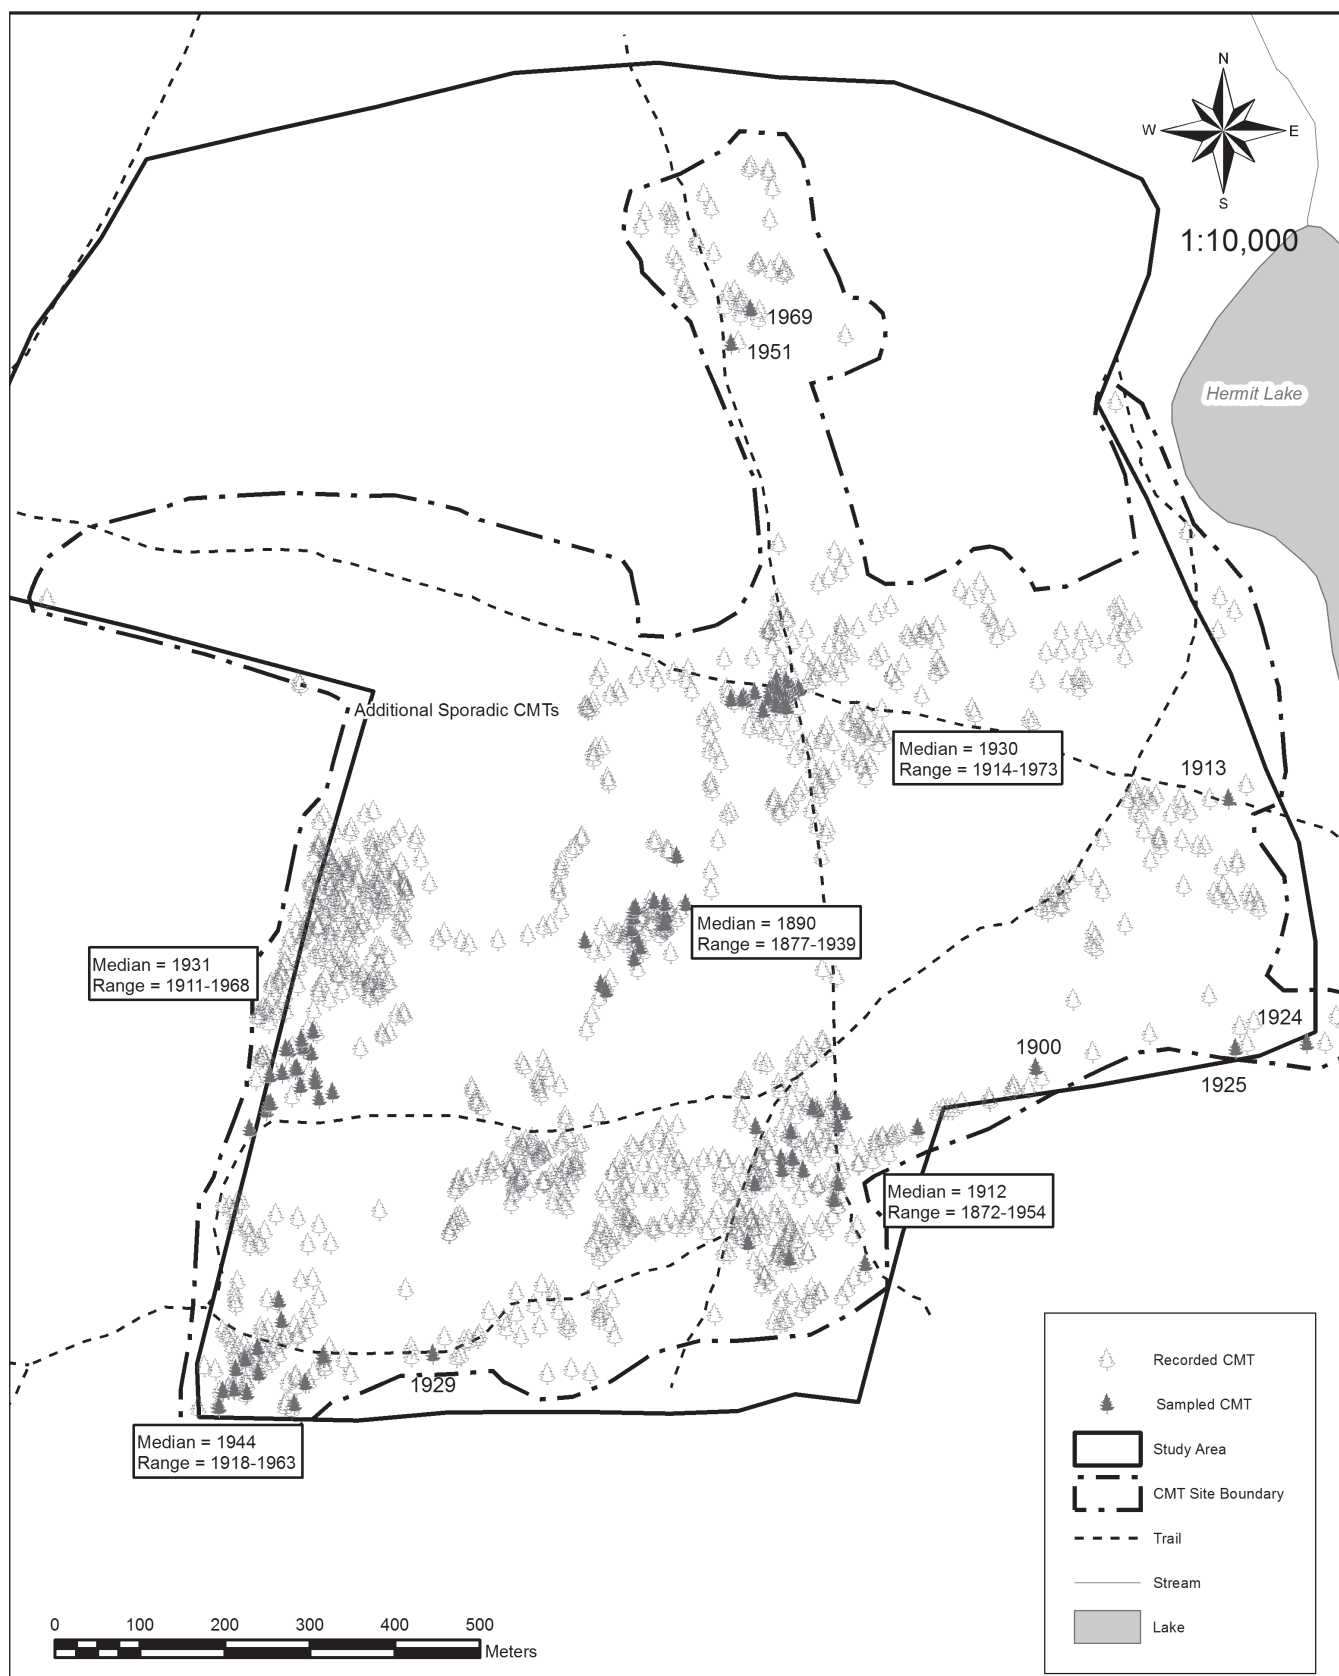 N
W E
S
1:10,000
1969
1951
Hermit Lake
Additional Sporadic CMTs
Median = 1930
Range = 1914-1973
1913
Median = 1890
Range = 1877-1939
Median = 1931
Range = 1911-1968
1924
1900
1925
Median = 1912
Range = 1872-1954
1929
Median = 1944
Range = 1918-1963
Recorded CMT
Sampled CMT
Study Area
CMT Site Boundary
Trail
Stream
Lake
0 100 200 300 400 500
Meters